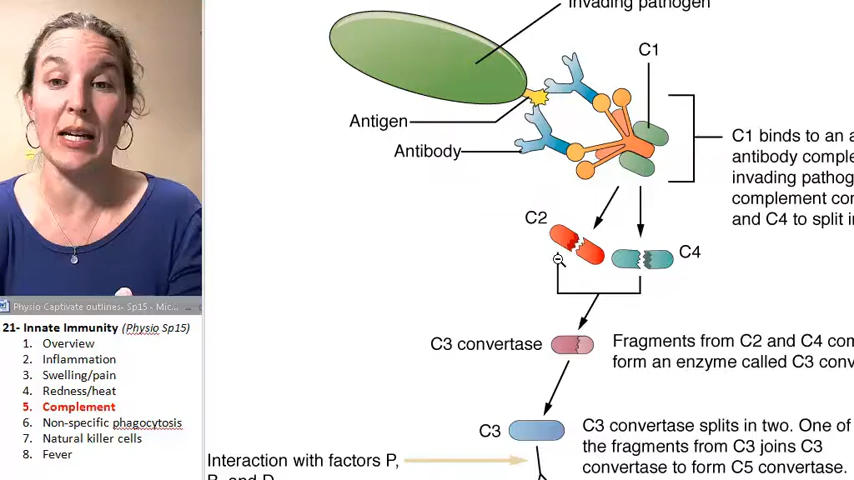 Invading pathogen
C1
Antigen
Antibody
C1 binds to an a
antibody comple
invading pathog
complement con
and C4 to split in
C2
C4
C3 convertase
Fragments from C2 and C4 com
form an enzyme called C3 conv
C3
C3 convertase splits in two. One of
the fragments from C3 joins C3
convertase to form C5 convertase.
Interaction with factors P,
B, and D
Physio Captivate outlines- Sp15 - Mic...
21- Innate Immunity (Physio Sp15)
1. Overview
2. Inflammation
3. Swelling/pain
4. Redness/heat
5. Complement
6. Non-specific phagocytosis
7. Natural killer cells
8. Fever